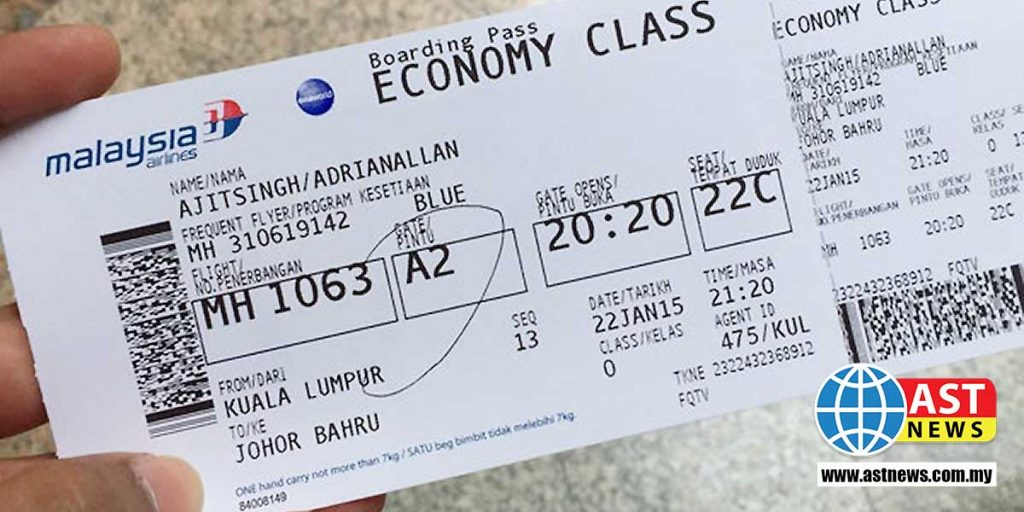 Boarding Pass
ECONOMY CLASS
malaysia
airlines
oneworld
NAME/NAMA
AJITSINGH/ADRIANALLAN
FREQUENT FLYER/PROGRAM KESETIAAN
MH 310619142 BLUE
FLIGHT/ GATE/ GATE OPENS/ SEAT/
NO.PENERBANGAN PINTU PINTU BUKA TEMPAT DUDUK
MH 1063 A2 20:20 22C
SEQ DATE/TARIKH TIME/MASA
13 22JAN15 21:20
CLASS/KELAS AGENT ID
O 475/KUL
FROM/DARI
KUALA LUMPUR
TO/KE
JOHOR BAHRU
TKNE 2322432368912
FQTV
ONE hand carry not more than 7kg / SATU beg bimbit tidak melebihi 7kg.
84008149
ECONOMY CLASS
NAME/NAMA
AJITSINGH/ADRIANALLAN
MH 310619142 BLUE
KUALA LUMPUR
JOHOR BAHRU
DATE/ TIME/ CLASS/
TARIKH MASA KELAS
22JAN15 21:20 O
FLIGHT/ GATE OPENS/ SEAT/
NO.PENERBANGAN PINTU BUKA TEMPAT DUDUK
MH 1063 20:20 22C
2322432368912 FQTV
AST
NEWS
www.astnews.com.my